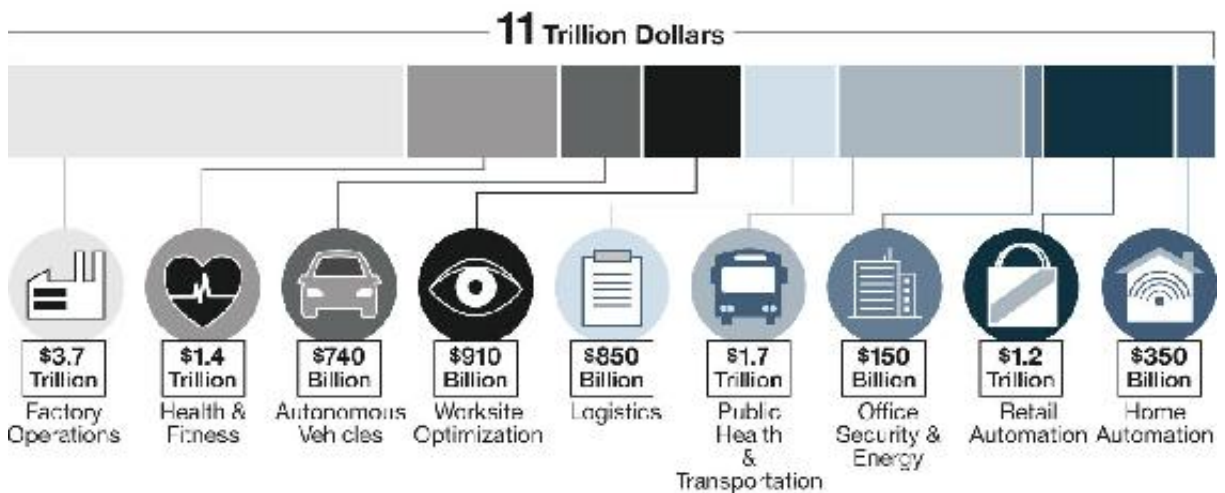 11 Trillion Dollars
$3.7
Trillion
Factory
Operations
$1.4
Trillion
Health &
Fitness
$740
Billion
Autonomous
Vehicles
$910
Billion
Worksite
Optimization
$850
Billion
Logistics
$1.7
Trillion
Public
Health
&
Transportation
$150
Billion
Office
Security &
Energy
$1.2
Trillion
Retail
Automation
$350
Billion
Home
Automation